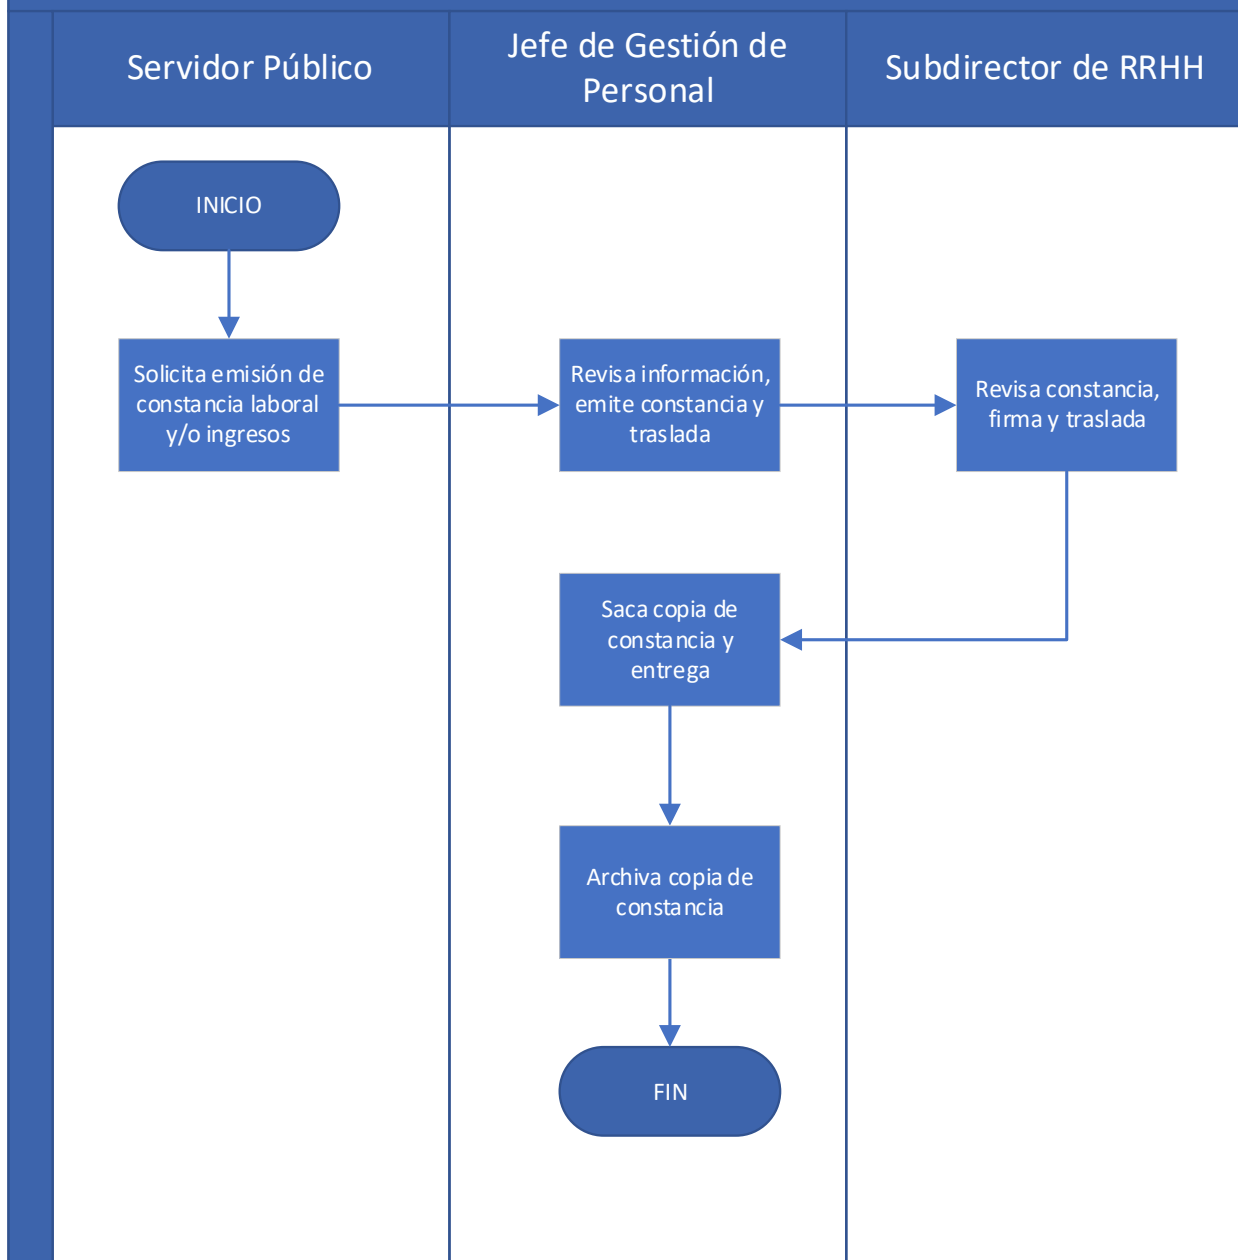 Servidor Público
Jefe de Gestión de
Personal
Subdirector de RRHH
INICIO
Solicita emisión de
constancia laboral
y/o ingresos
Revisa información,
emite constancia y
traslada
Revisa constancia,
firma y traslada
Saca copia de
constancia y
entrega
Archiva copia de
constancia
FIN